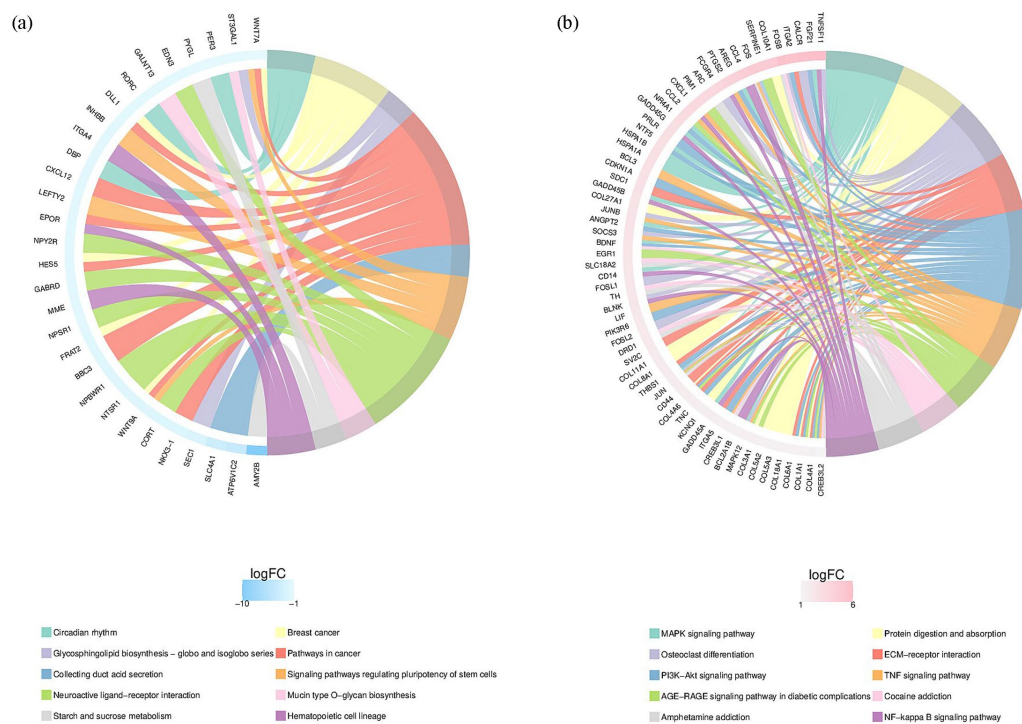 (a)
WNT7A
ST3GAL1
PER3
PYGL
EDN3
GALNT13
RORC
DLL1
INHBB
ITGA4
DBP
CXCL12
LEFTY2
EPOR
NPY2R
HES5
GABRD
MME
NPSR1
FRAT2
BBC3
NPBWR1
NTSR1
WNT9A
CORT
NKX3−1
SEC1
SLC4A1
ATP6V1C2
AMY2B
logFC
−10 −1
Circadian rhythm
Breast cancer
Glycosphingolipid biosynthesis − globo and isoglobo series
Pathways in cancer
Collecting duct acid secretion
Signaling pathways regulating pluripotency of stem cells
Neuroactive ligand−receptor interaction
Mucin type O−glycan biosynthesis
Starch and sucrose metabolism
Hematopoietic cell lineage
(b)
TNFSF11
FGF21
CALCR
ITGA2
FOSB
COL10A1
SERPINE1
FOS
CCL4
AREG
PTGS2
FCGR4
ARC
PIM1
CXCL1
CCL2
NR4A1
GADD45G
PRLR
NTF5
HSPA1B
HSPA1A
BCL3
CDKN1A
SDC1
GADD45B
COL27A1
JUNB
ANGPT2
SOCS3
BDNF
EGR1
SLC18A2
CD14
FOSL1
TH
BLNK
LIF
PIK3R6
FOSL2
DRD1
SV2C
COL11A1
COL8A1
THBS1
JUN
CD44
COL4A6
TNC
KCNQ1
GADD45A
ITGA5
CREB3L1
BCL2A1B
MAPK12
COL3A1
COL5A2
COL5A3
COL18A1
COL6A1
COL1A1
COL4A1
CREB3L2
logFC
1 6
MAPK signaling pathway
Protein digestion and absorption
Osteoclast differentiation
ECM−receptor interaction
PI3K−Akt signaling pathway
TNF signaling pathway
AGE−RAGE signaling pathway in diabetic complications
Cocaine addiction
Amphetamine addiction
NF−kappa B signaling pathway